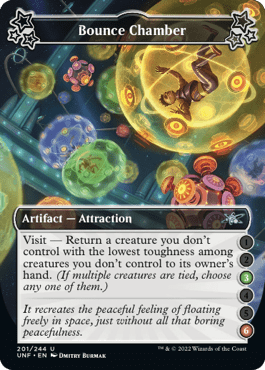 Bounce Chamber
Artifact — Attraction
Visit — Return a creature you don't
control with the lowest toughness among
creatures you don't control to its owner's
hand. (If multiple creatures are tied, choose
any one of them.)
It recreates the peaceful feeling of floating
freely in space, just without all that boring
peacefulness.
1
2
3
4
5
6
201/244 U
UNF • EN Dmitry Burmak
™ & © 2022 Wizards of the Coast